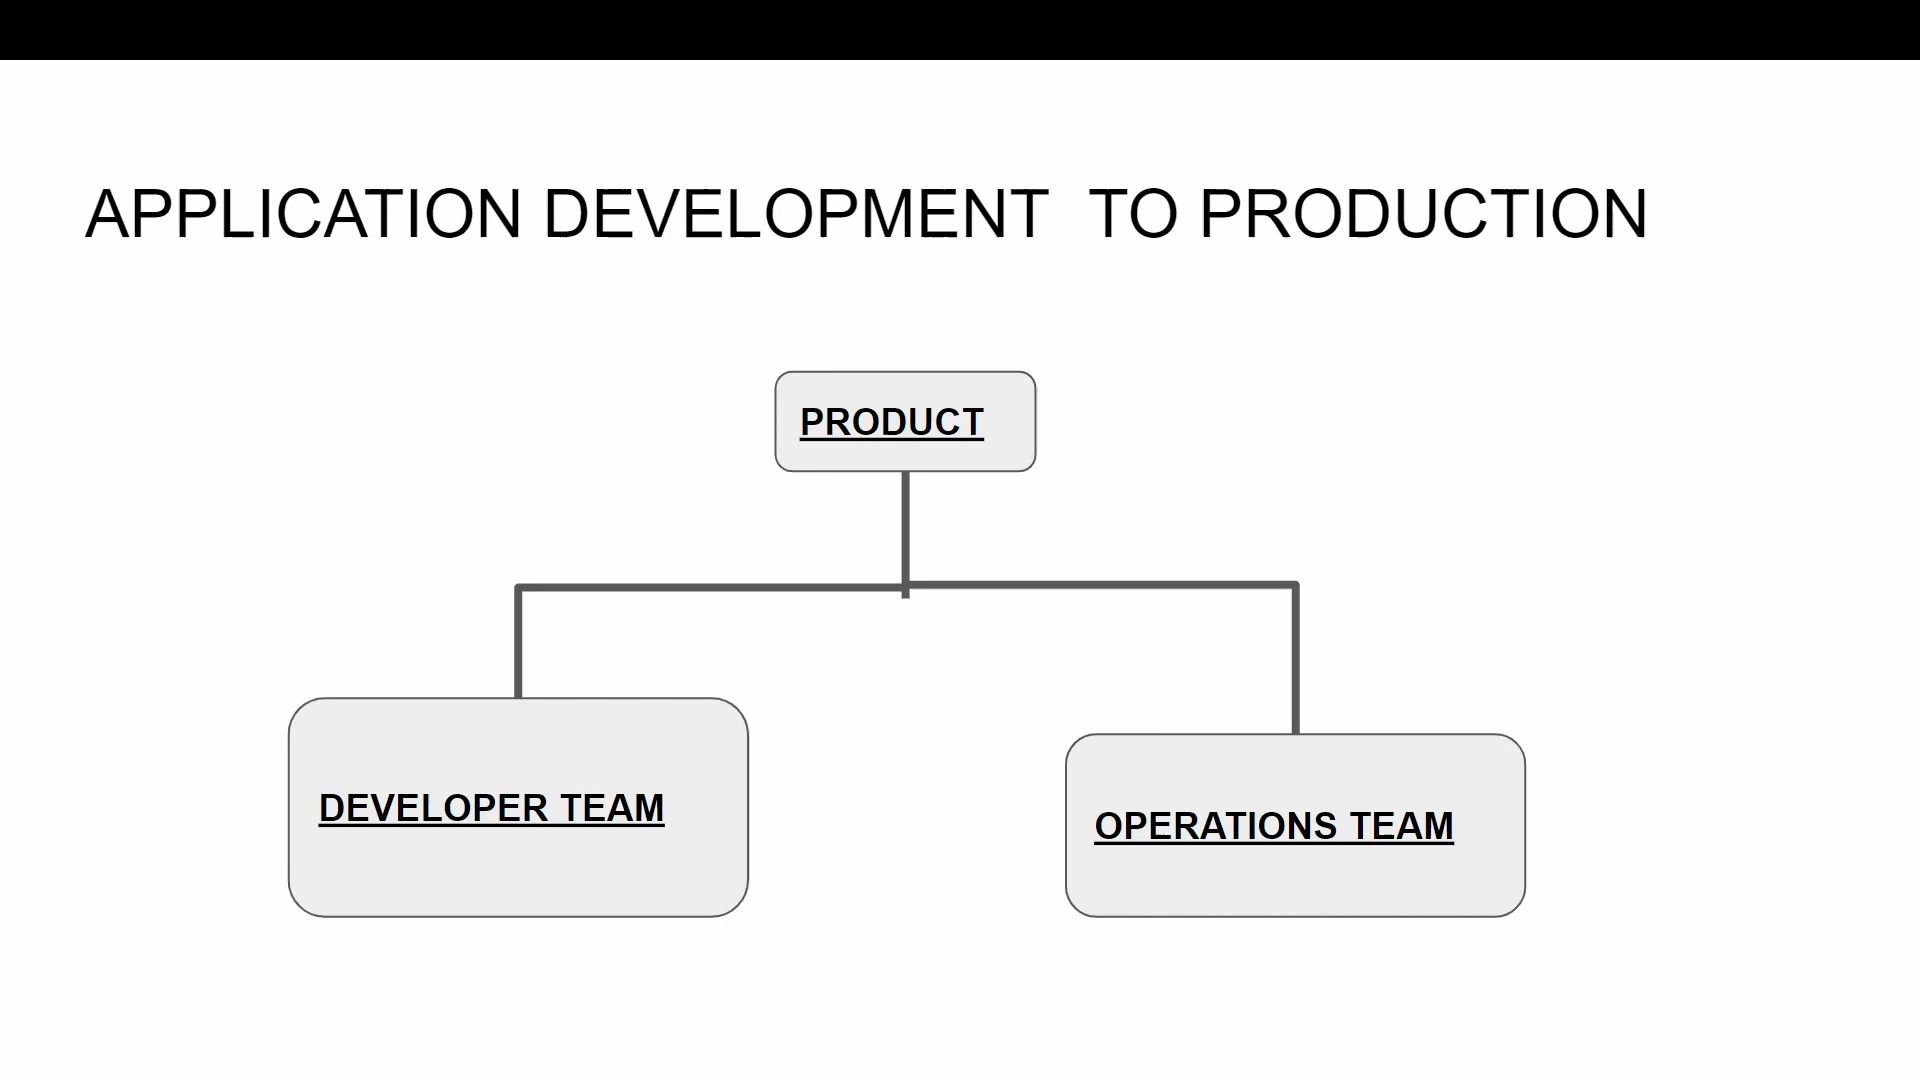 APPLICATION DEVELOPMENT  TO PRODUCTION
PRODUCT
DEVELOPER TEAM
OPERATIONS TEAM